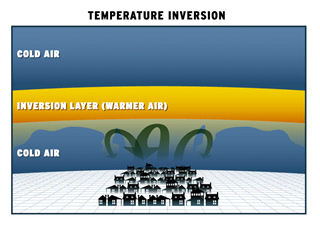 TEMPERATURE INVERSION
COLD AIR
INVERSION LAYER (WARMER AIR)
COLD AIR